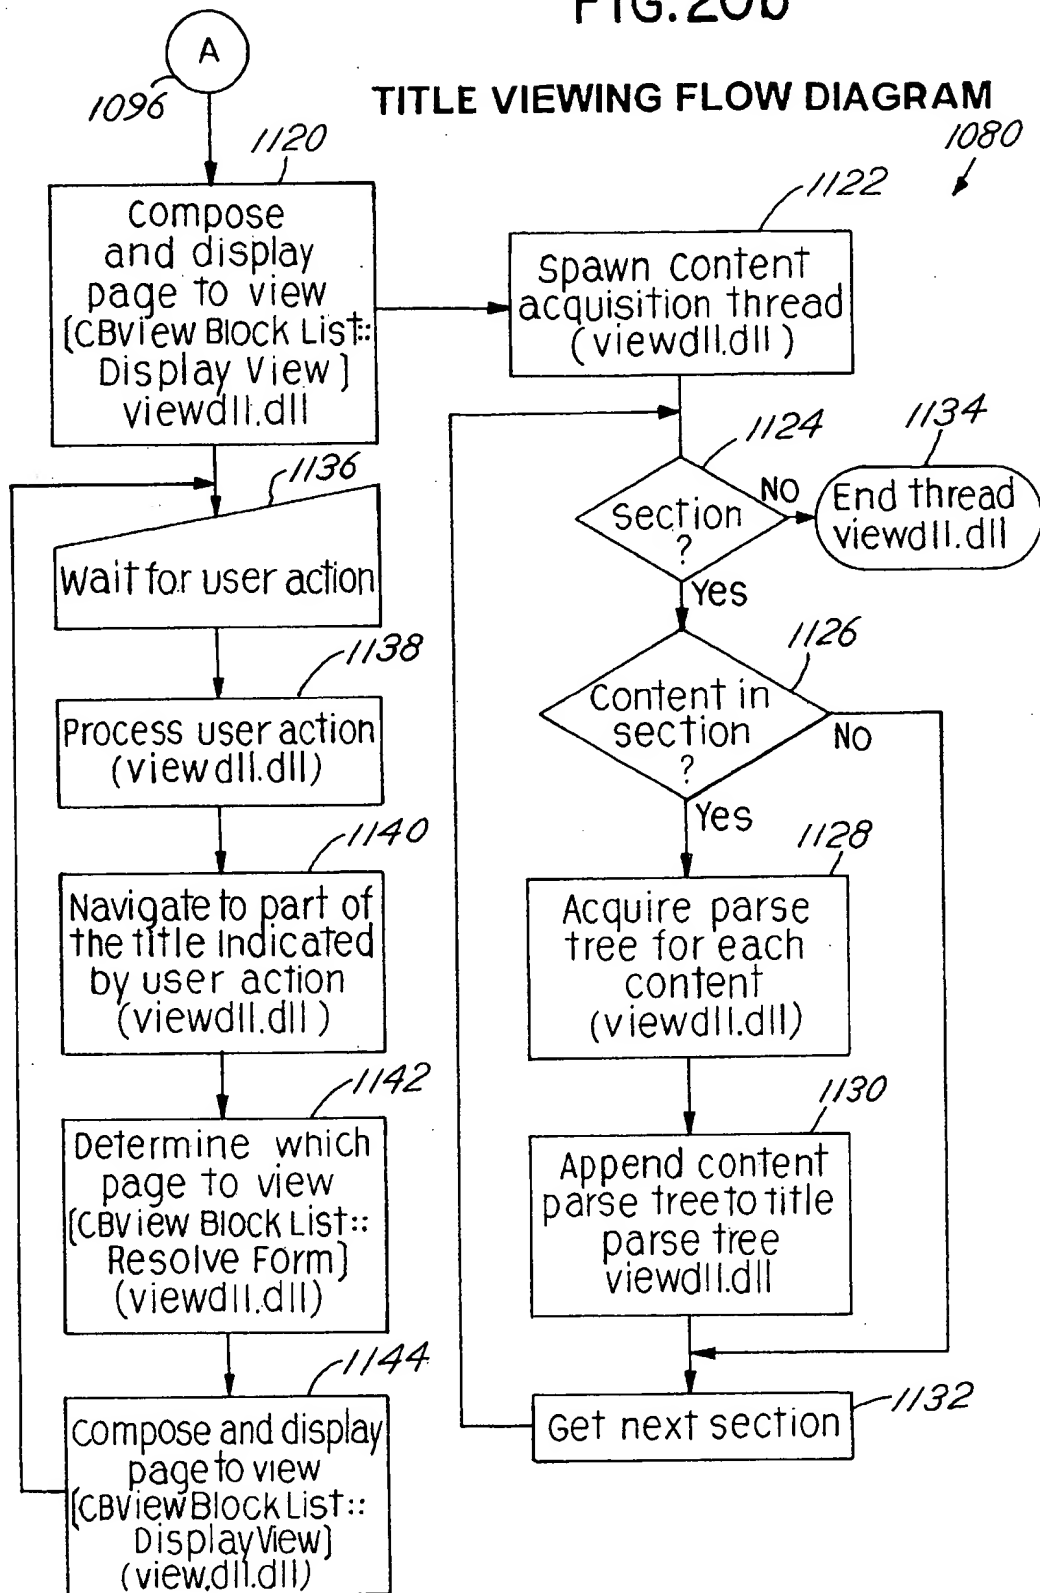 FIG. 20b
TITLE VIEWING FLOW DIAGRAM
1080
A
1096
1120
Compose
and display
page to view
[CBview Block List::
Display View]
viewdll.dll
1136
Wait for user action
1138
Process user action
(viewdll.dll)
1140
Navigate to part of
the title Indicated
by user action
(viewdll.dll)
1142
Determine which
page to view
[CBview Block List::
Resolve Form]
(viewdll.dll)
1144
Compose and display
page to view
[CBView Block List::
DisplayView]
(view.dll.dll)
1122
Spawn Content
acquisition thread
(viewdll.dll)
1124
Section
?
NO
1134
End thread
viewdll.dll
Yes
1126
Content in
section
?
NO
Yes
1128
Acquire parse
tree for each
content
(viewdll.dll)
1130
Append content
parse tree to title
parse tree
viewdll.dll
1132
Get next section